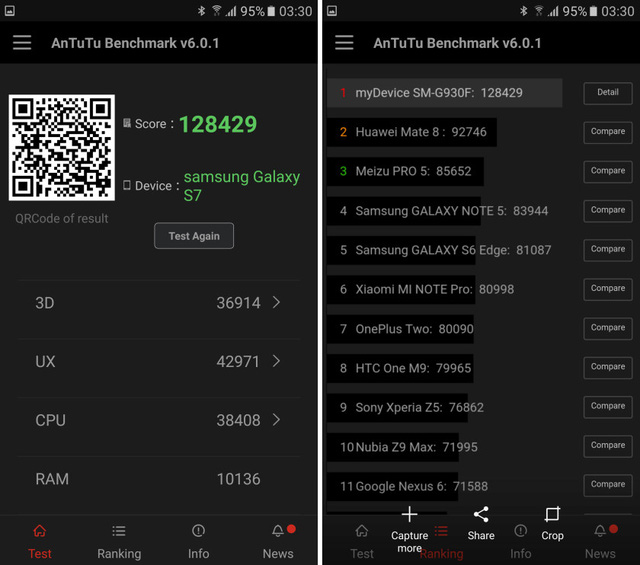 95% 03:30
AnTuTu Benchmark v6.0.1
Score : 128429
Device : samsung Galaxy
S7
QRCode of result
Test Again
3D 36914
UX 42971
CPU 38408
RAM 10136
Test Ranking Info News
95% 03:30
AnTuTu Benchmark v6.0.1
1 myDevice SM-G930F: 128429 Detail
2 Huawei Mate 8 : 92746 Compare
3 Meizu PRO 5: 85652 Compare
4 Samsung GALAXY NOTE 5: 83944 Compare
5 Samsung GALAXY S6 Edge: 81087 Compare
6 Xiaomi MI NOTE Pro: 80998 Compare
7 OnePlus Two: 80090 Compare
8 HTC One M9: 79965 Compare
9 Sony Xperia Z5: 76862 Compare
10 Nubia Z9 Max: 71995 Compare
11 Google Nexus 6: 71588 Compare
Capture
more
Share Crop
Test Ranking Info News